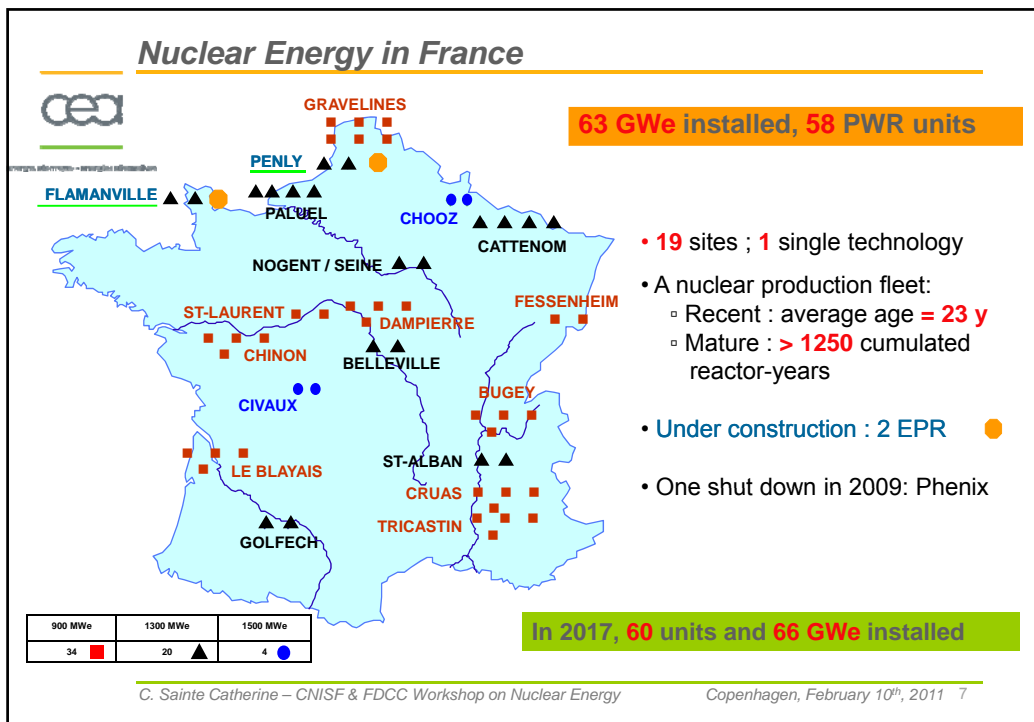 Nuclear Energy in France
cea
GRAVELINES
63 GWe installed, 58 PWR units
PENLY
FLAMANVILLE
PALUEL
CHOOZ
CATTENOM
NOGENT / SEINE
ST-LAURENT
DAMPIERRE
FESSENHEIM
CHINON
BELLEVILLE
CIVAUX
BUGEY
LE BLAYAIS
ST-ALBAN
CRUAS
TRICASTIN
GOLFECH
• 19 sites ; 1 single technology
• A nuclear production fleet:
▫ Recent : average age = 23 y
▫ Mature : > 1250 cumulated
reactor-years
• Under construction : 2 EPR
• One shut down in 2009: Phenix
900 MWe 1300 MWe 1500 MWe
34 20 4
In 2017, 60 units and 66 GWe installed
C. Sainte Catherine – CNISF & FDCC Workshop on Nuclear Energy Copenhagen, February 10th, 2011 7